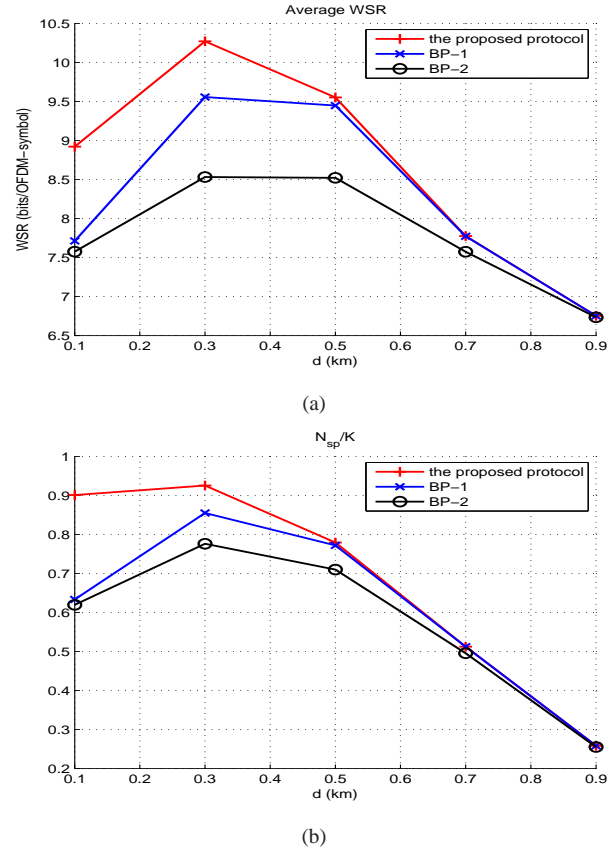 Average WSR
10.5
10
9.5
9
8.5
8
7.5
7
6.5
WSR (bits/OFDM−symbol)
the proposed protocol
BP−1
BP−2
0.1 0.2 0.3 0.4 0.5 0.6 0.7 0.8 0.9
d (km)
(a)
N_sp/K
1
0.9
0.8
0.7
0.6
0.5
0.4
0.3
0.2
the proposed protocol
BP−1
BP−2
0.1 0.2 0.3 0.4 0.5 0.6 0.7 0.8 0.9
d (km)
(b)